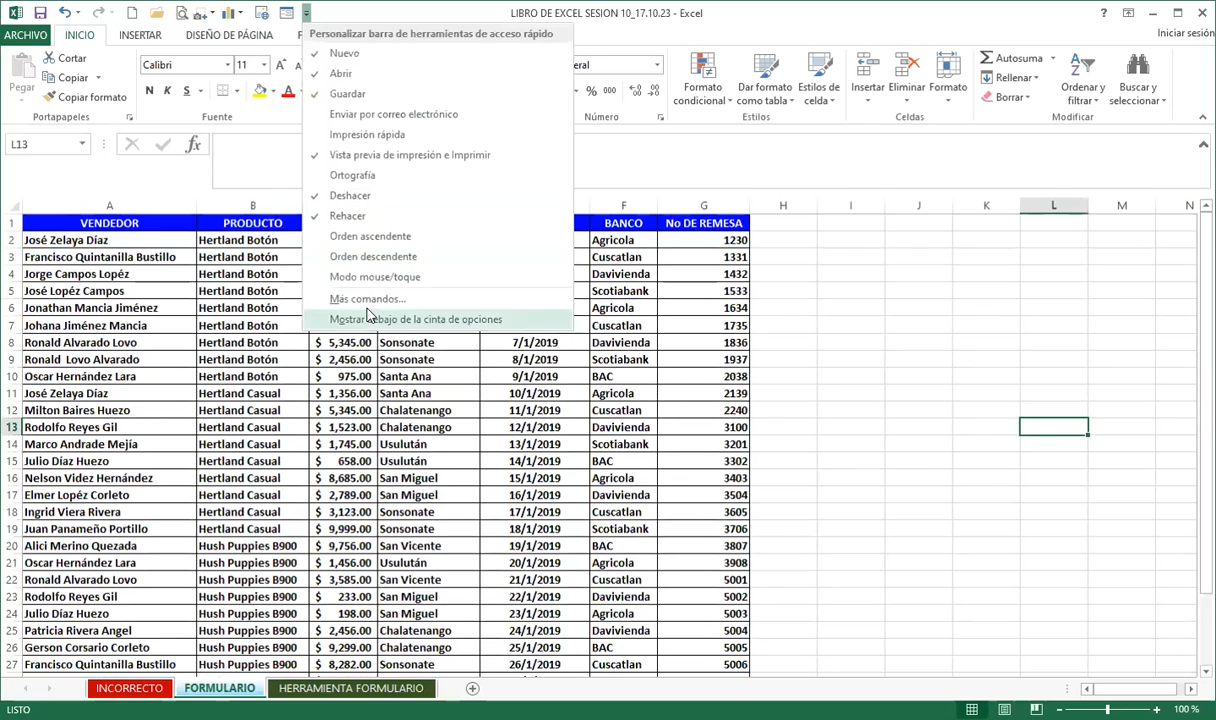 LIBRO DE EXCEL SESION 10_17.10.23 - Excel
ARCHIVO INICIO INSERTAR DISEÑO DE PÁGINA Iniciar sesión
Personalizar barra de herramientas de acceso rápido
Nuevo
Abrir
Guardar
Enviar por correo electrónico
Impresión rápida
Vista previa de impresión e Imprimir
Ortografía
Deshacer
Rehacer
Orden ascendente
Orden descendente
Modo mouse/toque
Más comandos...
de la cinta de opciones
Pegar Cortar
Copiar
Copiar formato
Portapapeles
Calibri 11
N K S
Fuente
% 000
Número
Formato condicional
Dar formato como tabla
Estilos de celda
Estilos
Insertar Eliminar Formato
Celdas
Autosuma
Rellenar
Borrar
Ordenar y filtrar
Buscar y seleccionar
Modificar
L13 fx
A B F G H I J K L M N
1 VENDEDOR PRODUCTO BANCO No DE REMESA
2 José Zelaya Díaz Hertland Botón Agricola 1230
3 Francisco Quintanilla Bustillo Hertland Botón Cuscatlan 1331
4 Jorge Campos Lopéz Hertland Botón Davivienda 1432
5 José Lopéz Campos Hertland Botón Scotiabank 1533
6 Jonathan Mancia Jiménez Hertland Botón Agricola 1634
7 Johana Jiménez Mancia Hertland Botón Cuscatlan 1735
8 Ronald Alvarado Lovo Hertland Botón $ 5,345.00 Sonsonate 7/1/2019 Davivienda 1836
9 Ronald Lovo Alvarado Hertland Botón $ 2,456.00 Sonsonate 8/1/2019 Scotiabank 1937
10 Oscar Hernández Lara Hertland Botón $ 975.00 Santa Ana 9/1/2019 BAC 2038
11 José Zelaya Díaz Hertland Casual $ 1,356.00 Santa Ana 10/1/2019 Agricola 2139
12 Milton Baires Huezo Hertland Casual $ 5,345.00 Chalatenango 11/1/2019 Cuscatlan 2240
13 Rodolfo Reyes Gil Hertland Casual $ 1,523.00 Chalatenango 12/1/2019 Davivienda 3100
14 Marco Andrade Mejía Hertland Casual $ 1,745.00 Usulután 13/1/2019 Scotiabank 3201
15 Julio Díaz Huezo Hertland Casual $ 658.00 Usulután 14/1/2019 BAC 3302
16 Nelson Videz Hernández Hertland Casual $ 8,685.00 San Miguel 15/1/2019 Agricola 3403
17 Elmer Lopéz Corleto Hertland Casual $ 2,789.00 San Miguel 16/1/2019 Davivienda 3504
18 Ingrid Viera Rivera Hertland Casual $ 3,123.00 Sonsonate 17/1/2019 Cuscatlan 3605
19 Juan Panameño Portillo Hertland Casual $ 9,999.00 Sonsonate 18/1/2019 Scotiabank 3706
20 Alici Merino Quezada Hush Puppies B900 $ 9,756.00 San Vicente 19/1/2019 BAC 3807
21 Oscar Hernández Lara Hush Puppies B900 $ 1,456.00 Usulután 20/1/2019 Agricola 3908
22 Ronald Alvarado Lovo Hush Puppies B900 $ 3,585.00 San Vicente 21/1/2019 Cuscatlan 5001
23 Rodolfo Reyes Gil Hush Puppies B900 $ 233.00 San Miguel 22/1/2019 Davivienda 5002
24 Julio Díaz Huezo Hush Puppies B900 $ 198.00 San Miguel 23/1/2019 Agricola 5003
25 Patricia Rivera Angel Hush Puppies B900 $ 2,456.00 Chalatenango 24/1/2019 Davivienda 5004
26 Gerson Corsario Corleto Hush Puppies B900 $ 9,299.00 Chalatenango 25/1/2019 BAC 5005
27 Francisco Quintanilla Bustillo Hush Puppies B900 $ 8,282.00 Sonsonate 26/1/2019 Cuscatlan 5006
INCORRECTO FORMULARIO HERRAMIENTA FORMULARIO
LISTO 100 %